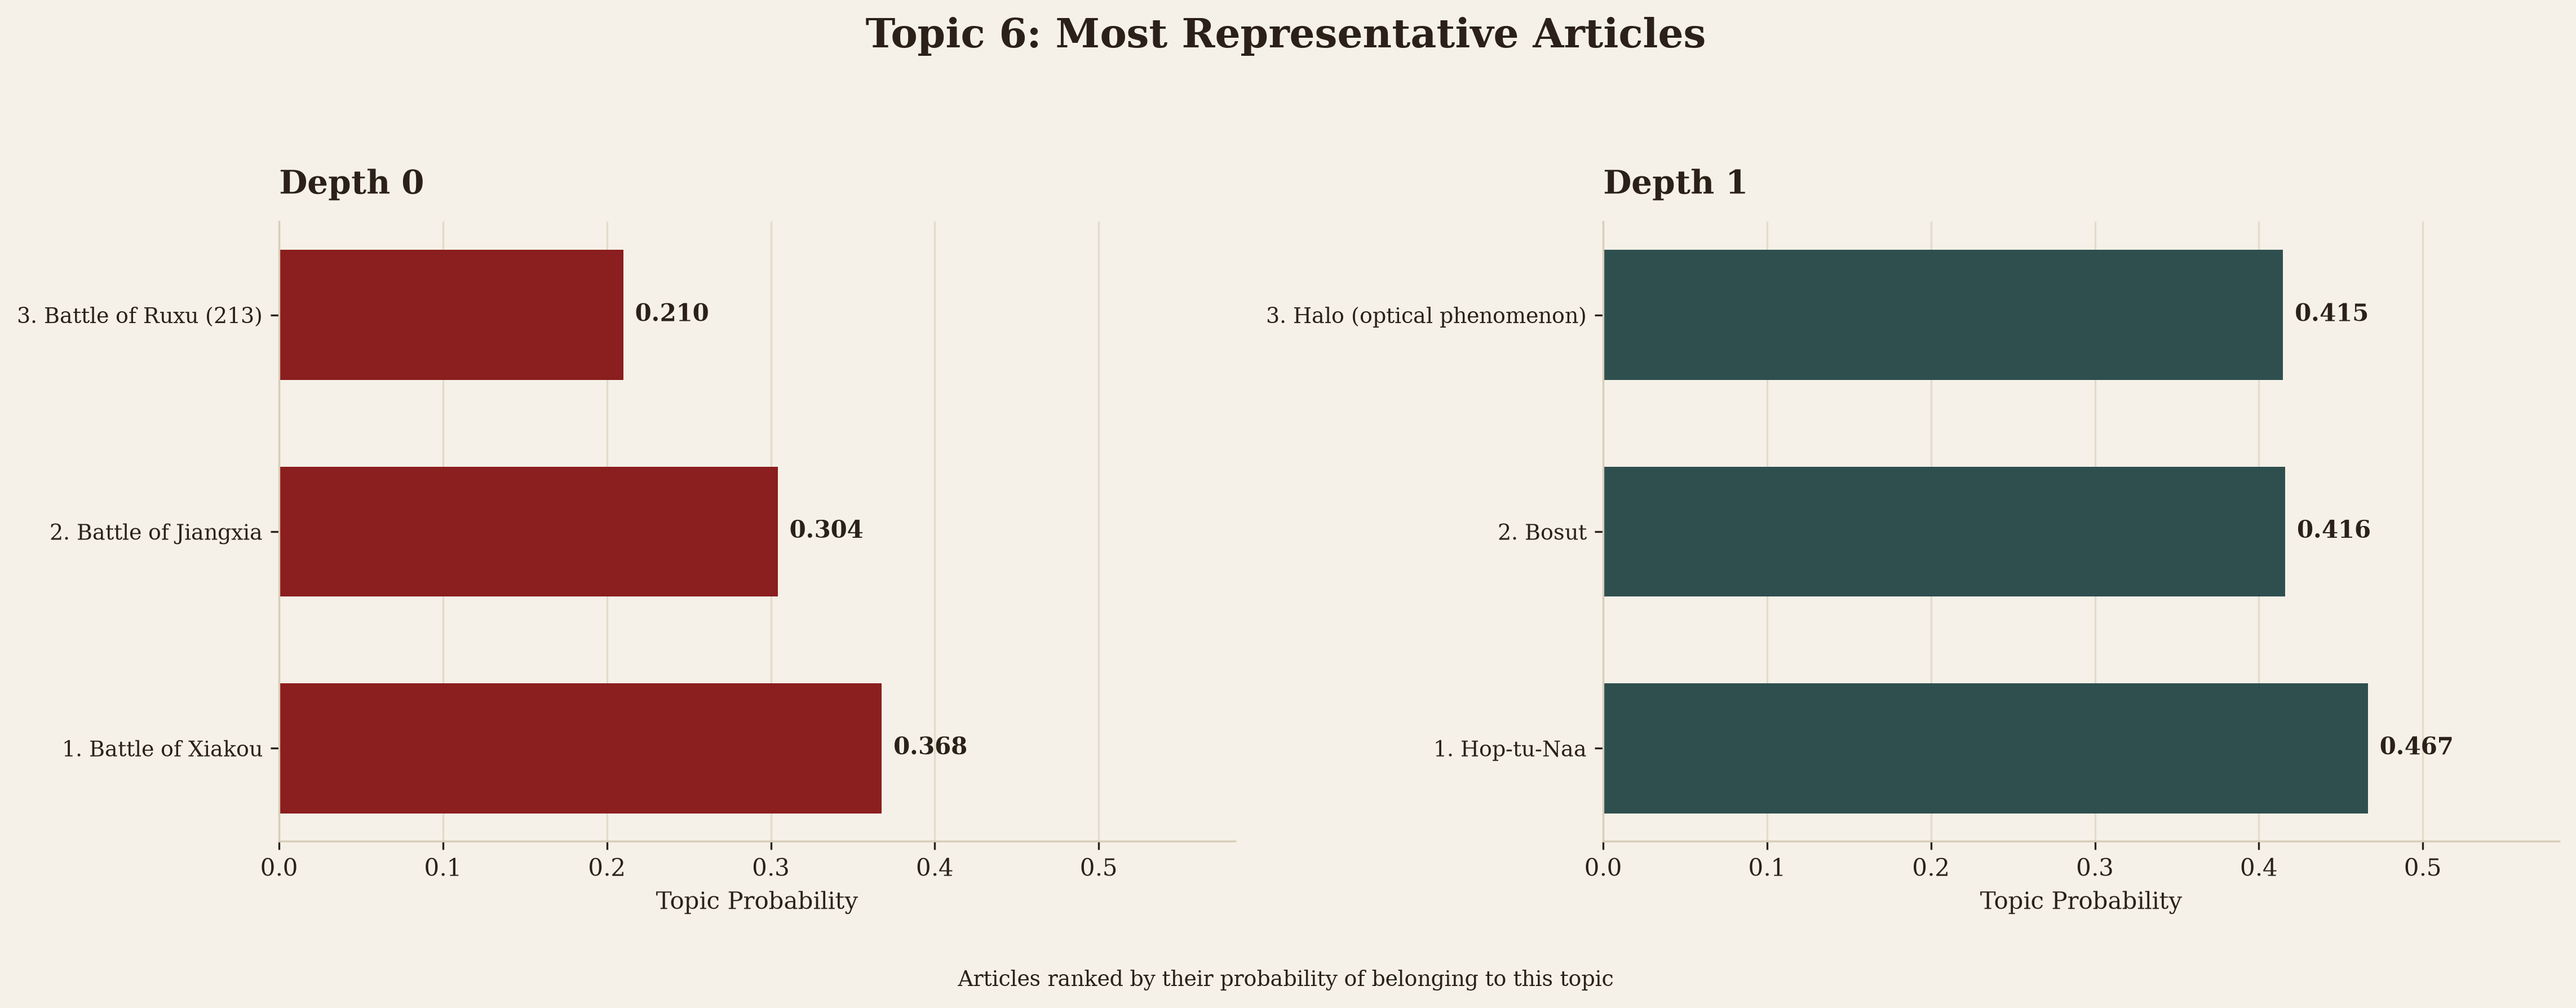 Topic 6: Most Representative Articles
Depth 0
3. Battle of Ruxu (213)
0.210
2. Battle of Jiangxia
0.304
1. Battle of Xiakou
0.368
0.0 0.1 0.2 0.3 0.4 0.5
Topic Probability
Depth 1
3. Halo (optical phenomenon)
0.415
2. Bosut
0.416
1. Hop-tu-Naa
0.467
0.0 0.1 0.2 0.3 0.4 0.5
Topic Probability
Articles ranked by their probability of belonging to this topic